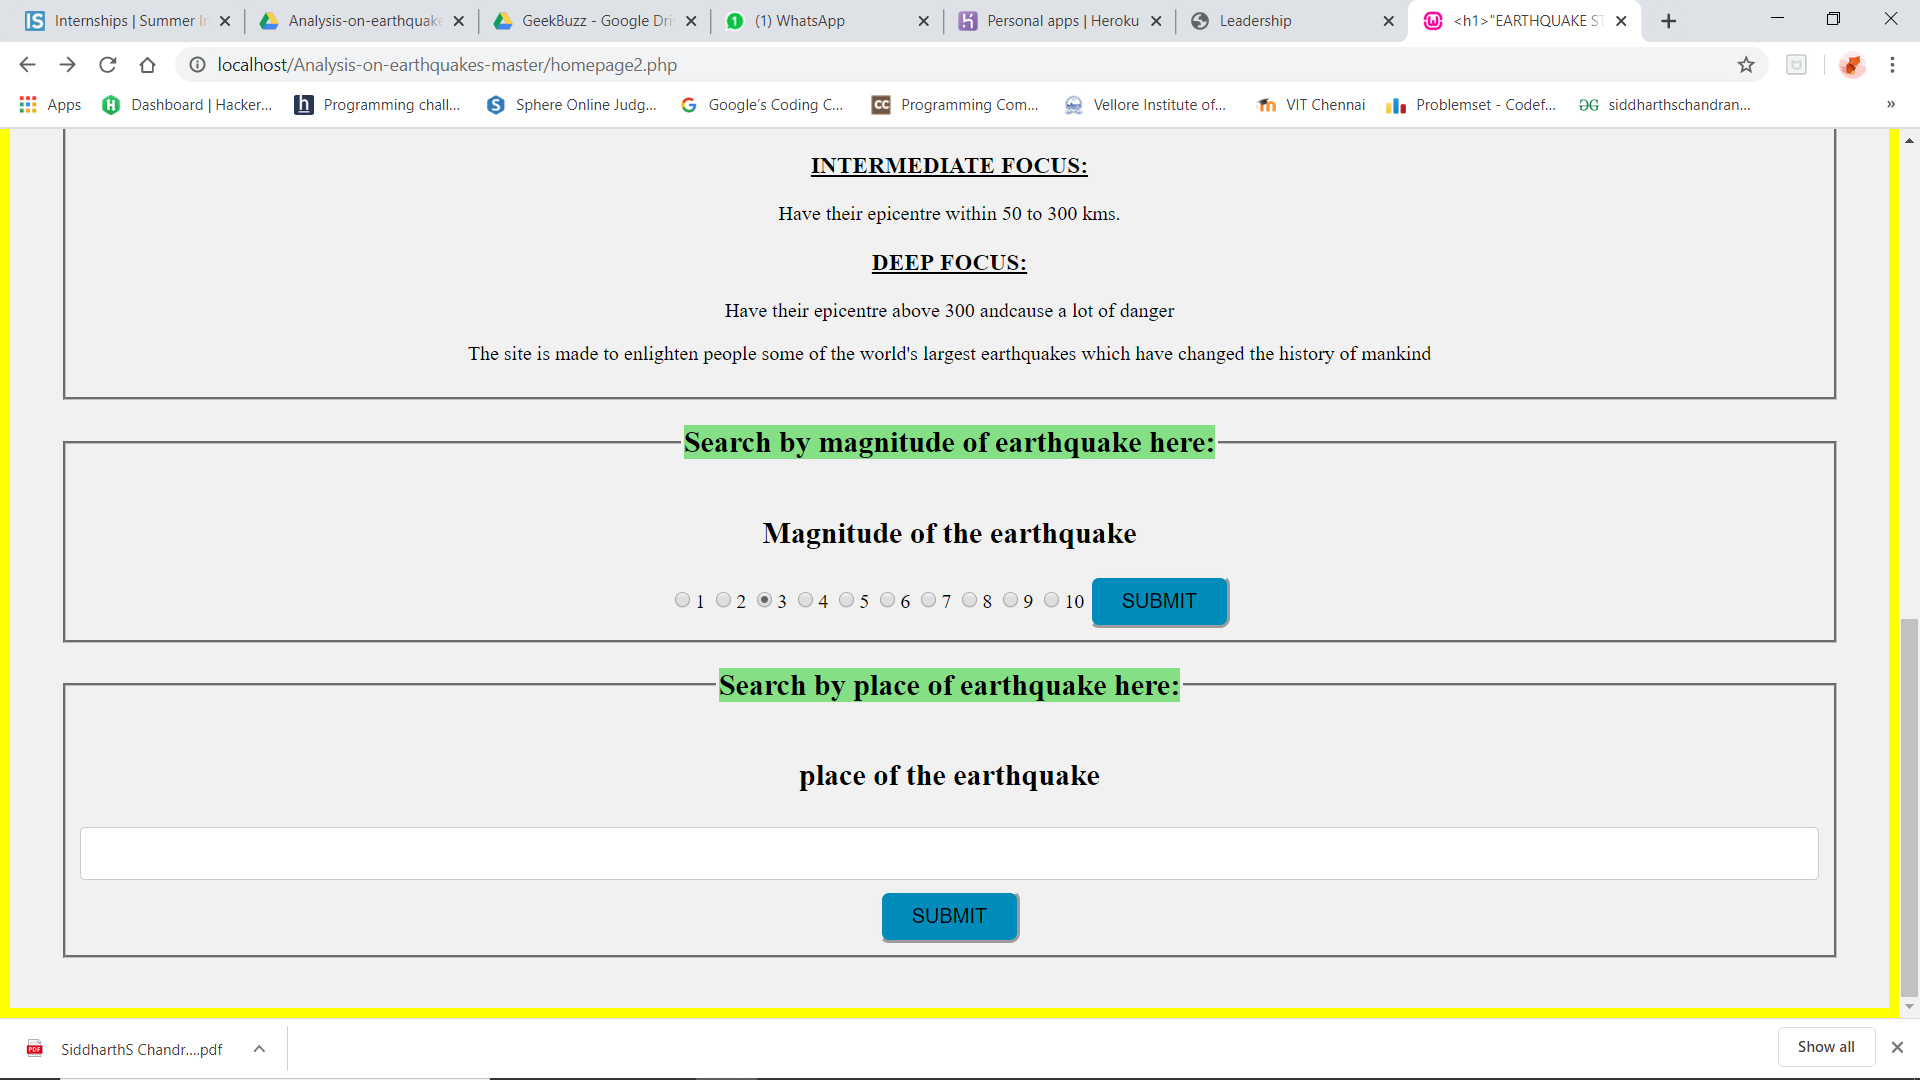 Internships | Summer In
Analysis-on-earthquake
GeekBuzz - Google Driv
(1) WhatsApp
Personal apps | Heroku
Leadership
<h1>"EARTHQUAKE ST
localhost/Analysis-on-earthquakes-master/homepage2.php
Apps
Dashboard | Hacker...
Programming chall...
Sphere Online Judg...
Google's Coding C...
Programming Com...
Vellore Institute of...
VIT Chennai
Problemset - Codef...
siddharthschandran...
»
INTERMEDIATE FOCUS:
Have their epicentre within 50 to 300 kms.
DEEP FOCUS:
Have their epicentre above 300 andcause a lot of danger
The site is made to enlighten people some of the world's largest earthquakes which have changed the history of mankind
Search by magnitude of earthquake here:
Magnitude of the earthquake
1 2 3 4 5 6 7 8 9 10 SUBMIT
Search by place of earthquake here:
place of the earthquake
SUBMIT
SiddharthS Chandr....pdf
Show all